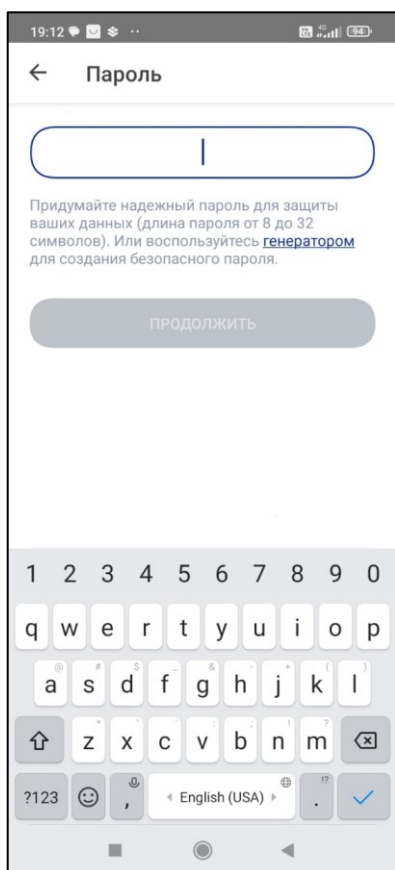 19:12
4G 94
Пароль
Придумайте надежный пароль для защиты
ваших данных (длина пароля от 8 до 32
символов). Или воспользуйтесь генератором
для создания безопасного пароля.
ПРОДОЛЖИТЬ
1 2 3 4 5 6 7 8 9 0
q w e r t y u i o p
@ # $ _ & - + ( )
a s d f g h j k l
* " ' : ; ! ?
z x c v b n m
?123 , English (USA) . !?